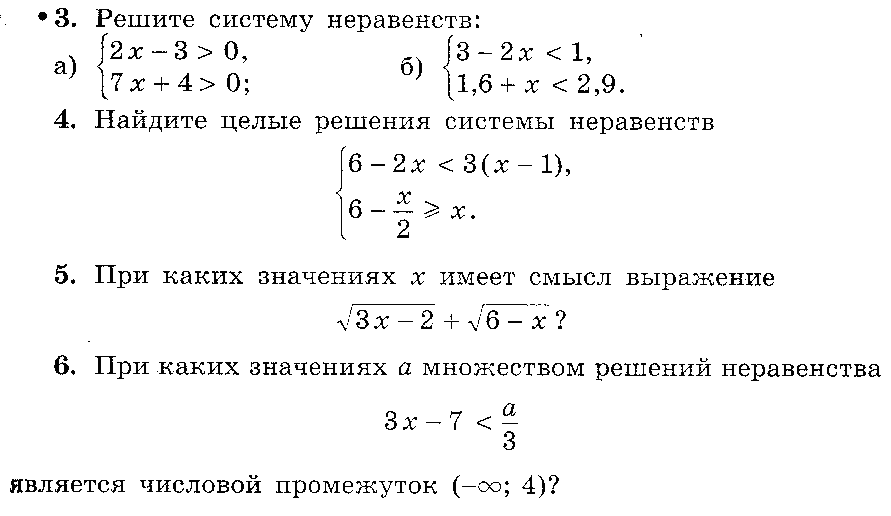 • 3. Решите систему неравенств:
а) { 2x − 3 > 0,   б) { 3 − 2x < 1,
7x + 4 > 0;   1,6 + x < 2,9.
4. Найдите целые решения системы неравенств
{ 6 − 2x < 3(x − 1),
6 − x/2 ⩾ x.
5. При каких значениях x имеет смысл выражение
√(3x − 2) + √(6 − x) ?
6. При каких значениях a множеством решений неравенства
3x − 7 < a/3
является числовой промежуток (−∞; 4)?